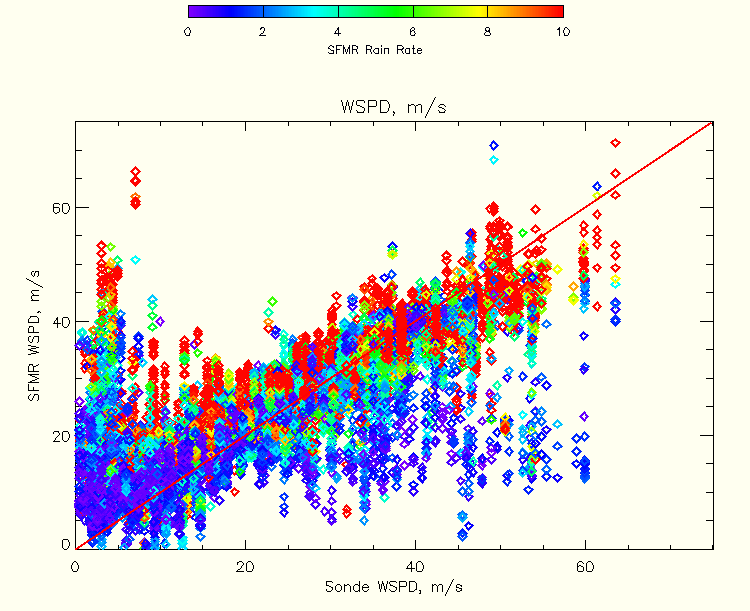 0 2 4 6 8 10
SFMR Rain Rate
WSPD, m/s
60
40
20
0
SFMR WSPD, m/s
0 20 40 60
Sonde WSPD, m/s